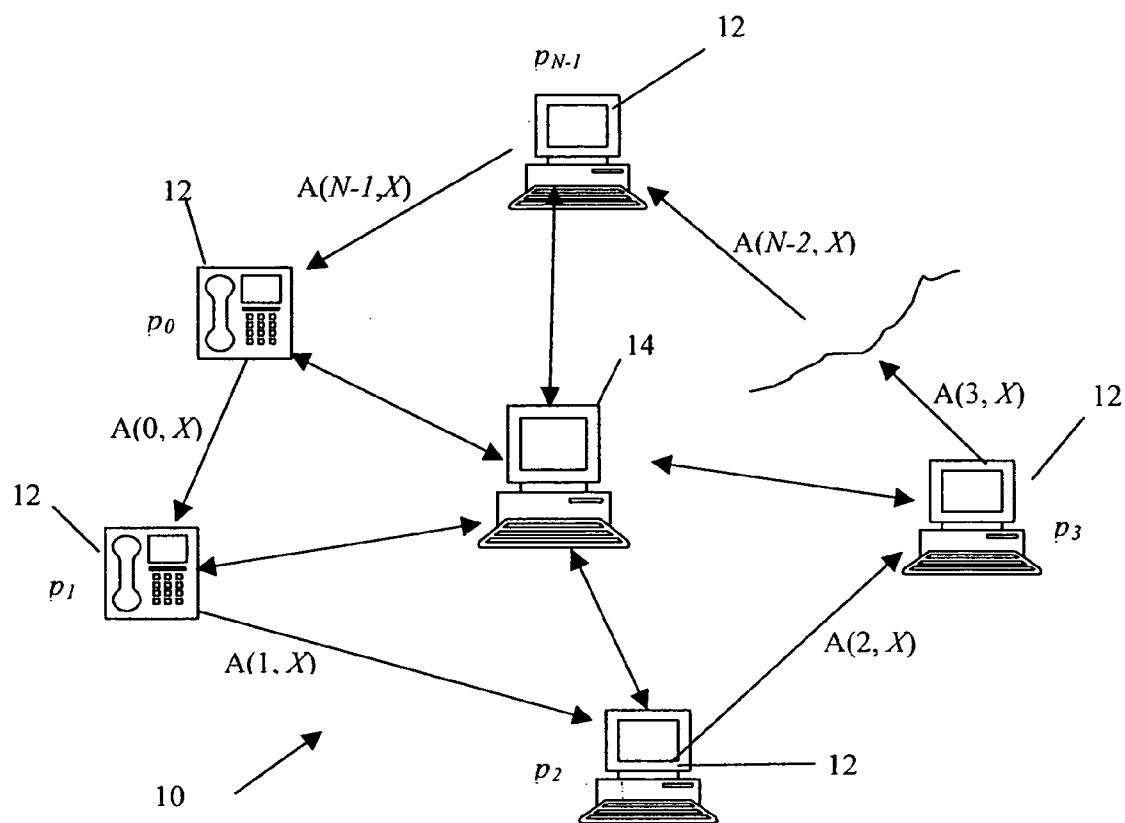 12
p_{N-1}
12
A(N-1,X)
A(N-2, X)
p_0
14
A(3, X)
12
A(0, X)
12
p_3
p_1
A(2, X)
A(1, X)
p_2
12
10